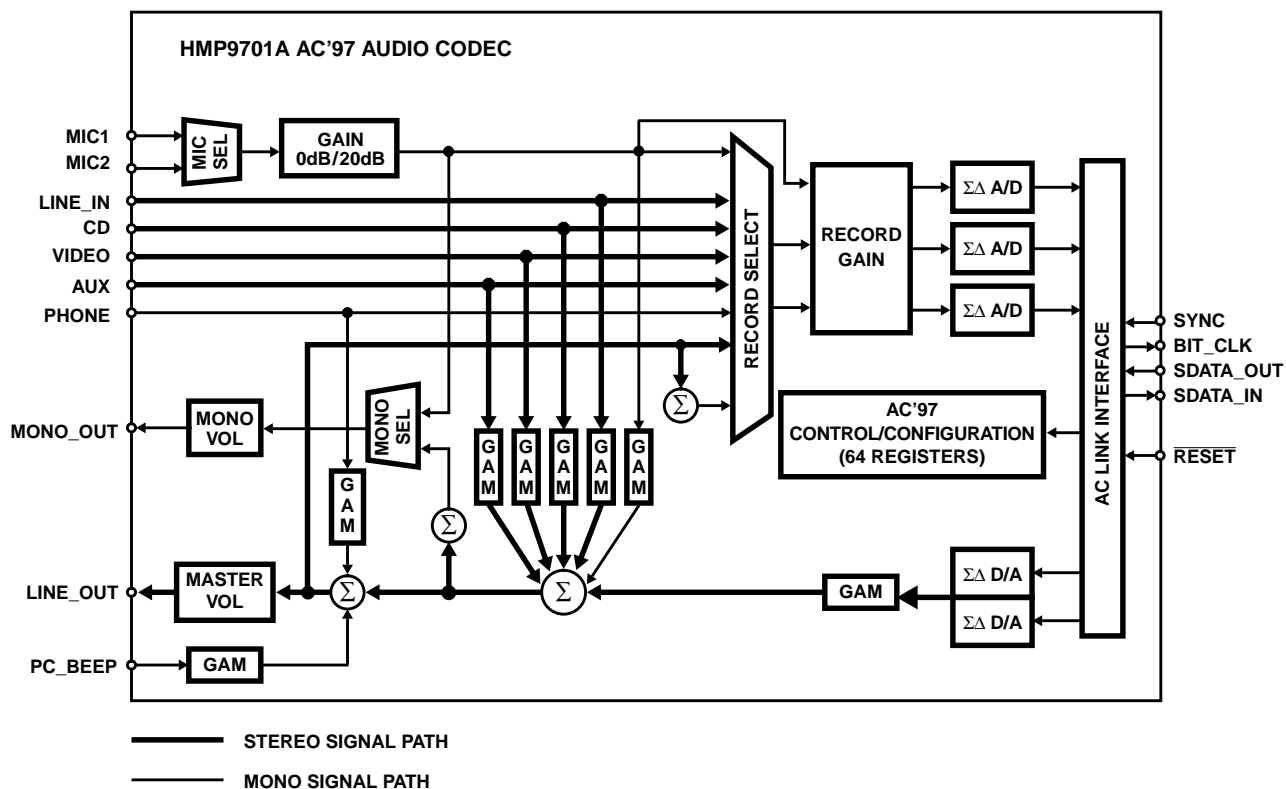 HMP9701A AC'97 AUDIO CODEC
MIC1
MIC2
LINE_IN
CD
VIDEO
AUX
PHONE
MONO_OUT
LINE_OUT
PC_BEEP
MIC
SEL
GAIN
0dB/20dB
RECORD SELECT
RECORD
GAIN
ΣΔ A/D
ΣΔ A/D
ΣΔ A/D
AC LINK INTERFACE
SYNC
BIT_CLK
SDATA_OUT
SDATA_IN
RESET
AC'97
CONTROL/CONFIGURATION
(64 REGISTERS)
Σ
MONO
VOL
MONO
SEL
GAM
GAM
GAM
GAM
GAM
GAM
Σ
MASTER
VOL
Σ
Σ
GAM
ΣΔ D/A
ΣΔ D/A
GAM
STEREO SIGNAL PATH
MONO SIGNAL PATH